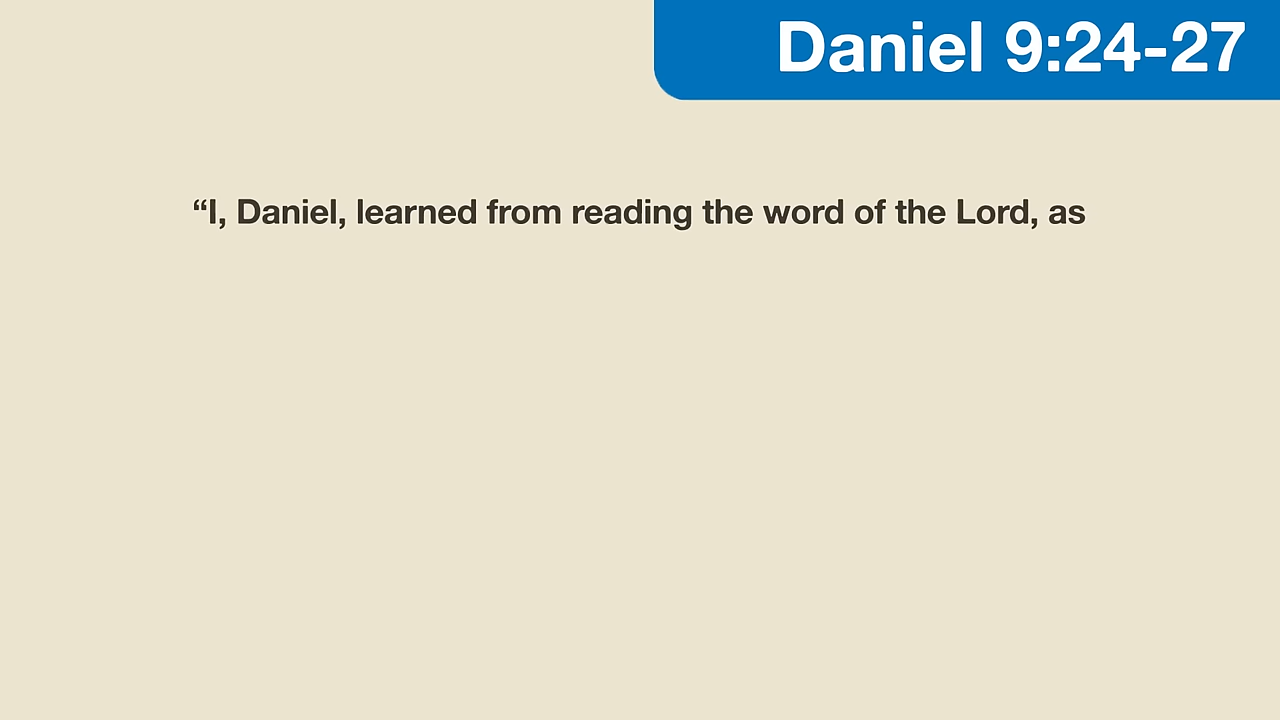 Daniel 9:24-27
“I, Daniel, learned from reading the word of the Lord, as